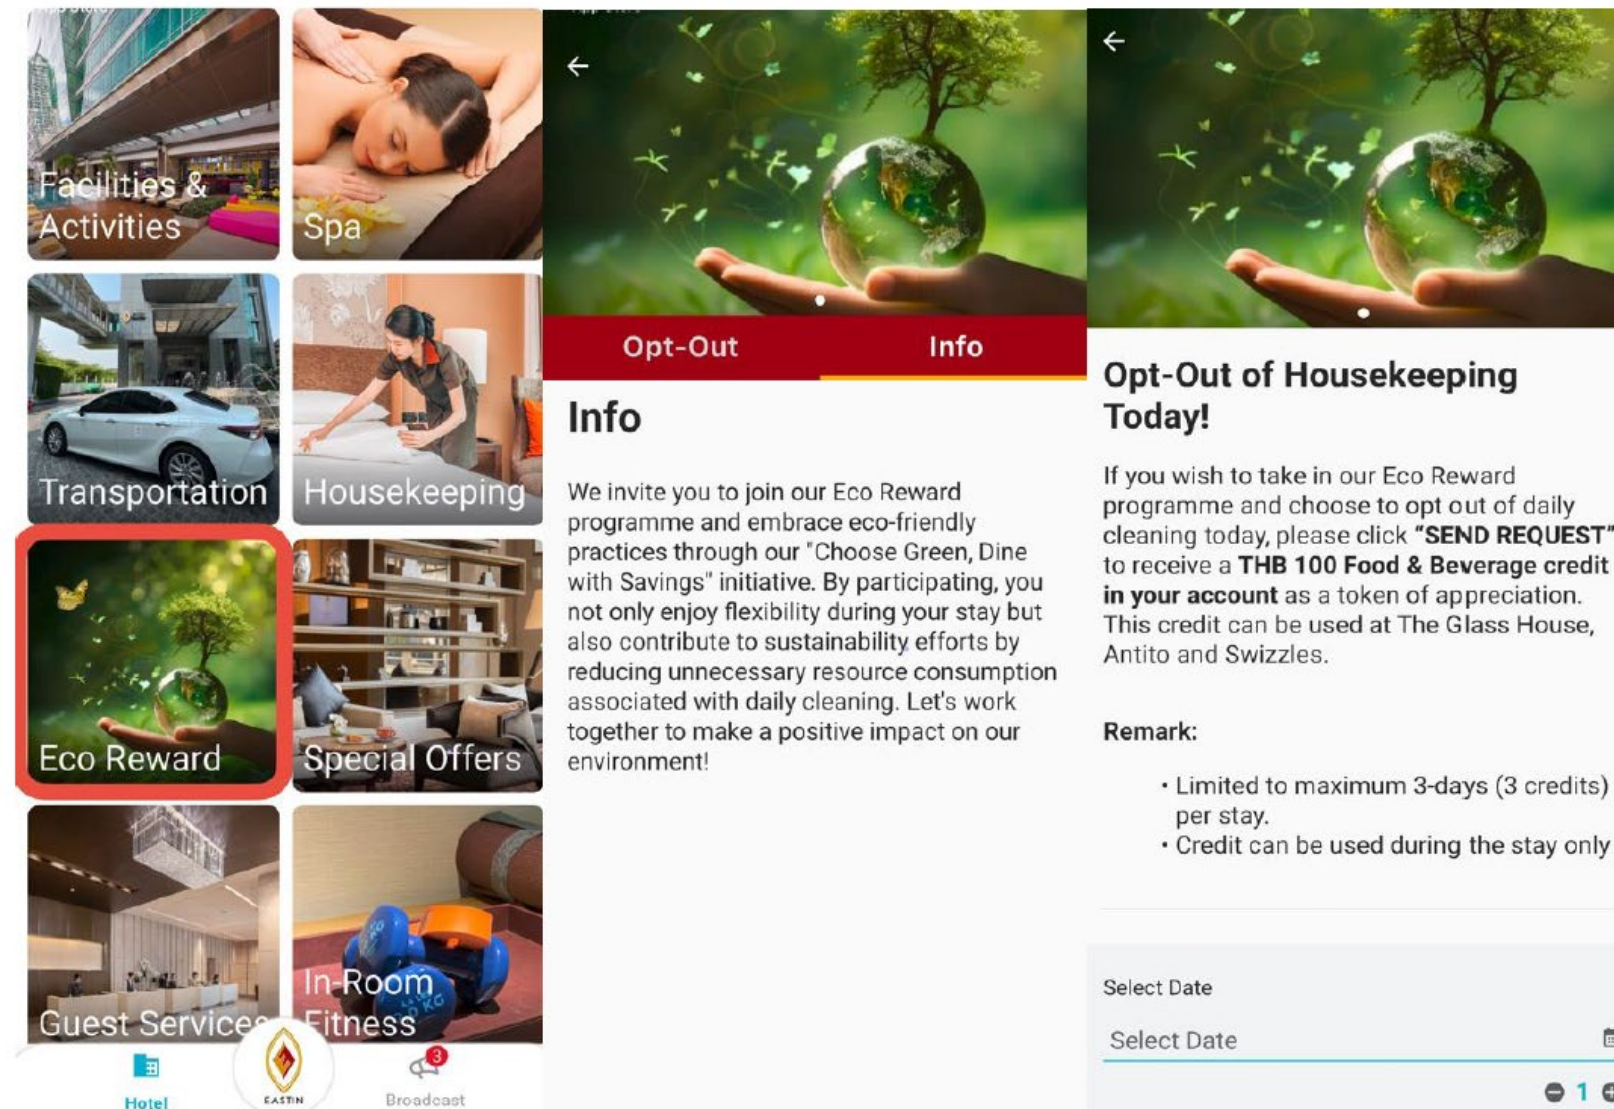 Facilities &
Activities
Spa
Transportation
Housekeeping
Eco Reward
Special Offers
Guest Services
In-Room
Fitness
Hotel
EASTIN
3
Broadcast
Opt-Out
Info
Info
We invite you to join our Eco Reward
programme and embrace eco-friendly
practices through our "Choose Green, Dine
with Savings" initiative. By participating, you
not only enjoy flexibility during your stay but
also contribute to sustainability efforts by
reducing unnecessary resource consumption
associated with daily cleaning. Let's work
together to make a positive impact on our
environment!
Opt-Out of Housekeeping
Today!
If you wish to take in our Eco Reward
programme and choose to opt out of daily
cleaning today, please click “SEND REQUEST”
to receive a THB 100 Food & Beverage credit
in your account as a token of appreciation.
This credit can be used at The Glass House,
Antito and Swizzles.
Remark:
• Limited to maximum 3-days (3 credits)
per stay.
• Credit can be used during the stay only
Select Date
Select Date
1